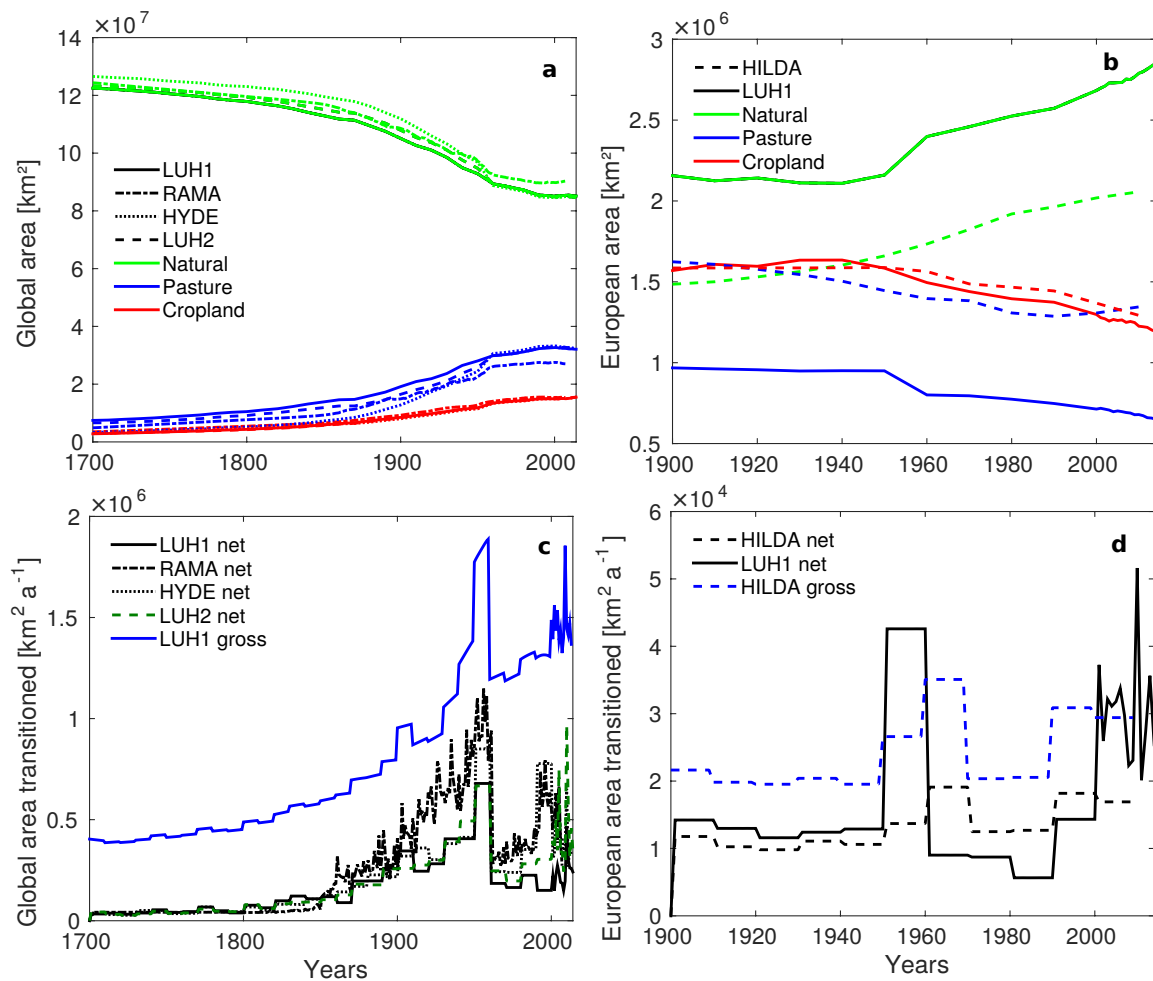 ×10⁷
Global area [km²]
14
12
10
8
6
4
2
0
a
LUH1
RAMA
HYDE
LUH2
Natural
Pasture
Cropland
1700
1800
1900
2000
×10⁶
European area [km²]
3
2.5
2
1.5
1
0.5
b
HILDA
LUH1
Natural
Pasture
Cropland
1900
1920
1940
1960
1980
2000
×10⁶
Global area transitioned [km² a⁻¹]
2
1.5
1
0.5
0
c
LUH1 net
RAMA net
HYDE net
LUH2 net
LUH1 gross
1700
1800
1900
2000
Years
×10⁴
European area transitioned [km² a⁻¹]
6
5
4
3
2
1
0
d
HILDA net
LUH1 net
HILDA gross
1900
1920
1940
1960
1980
2000
Years